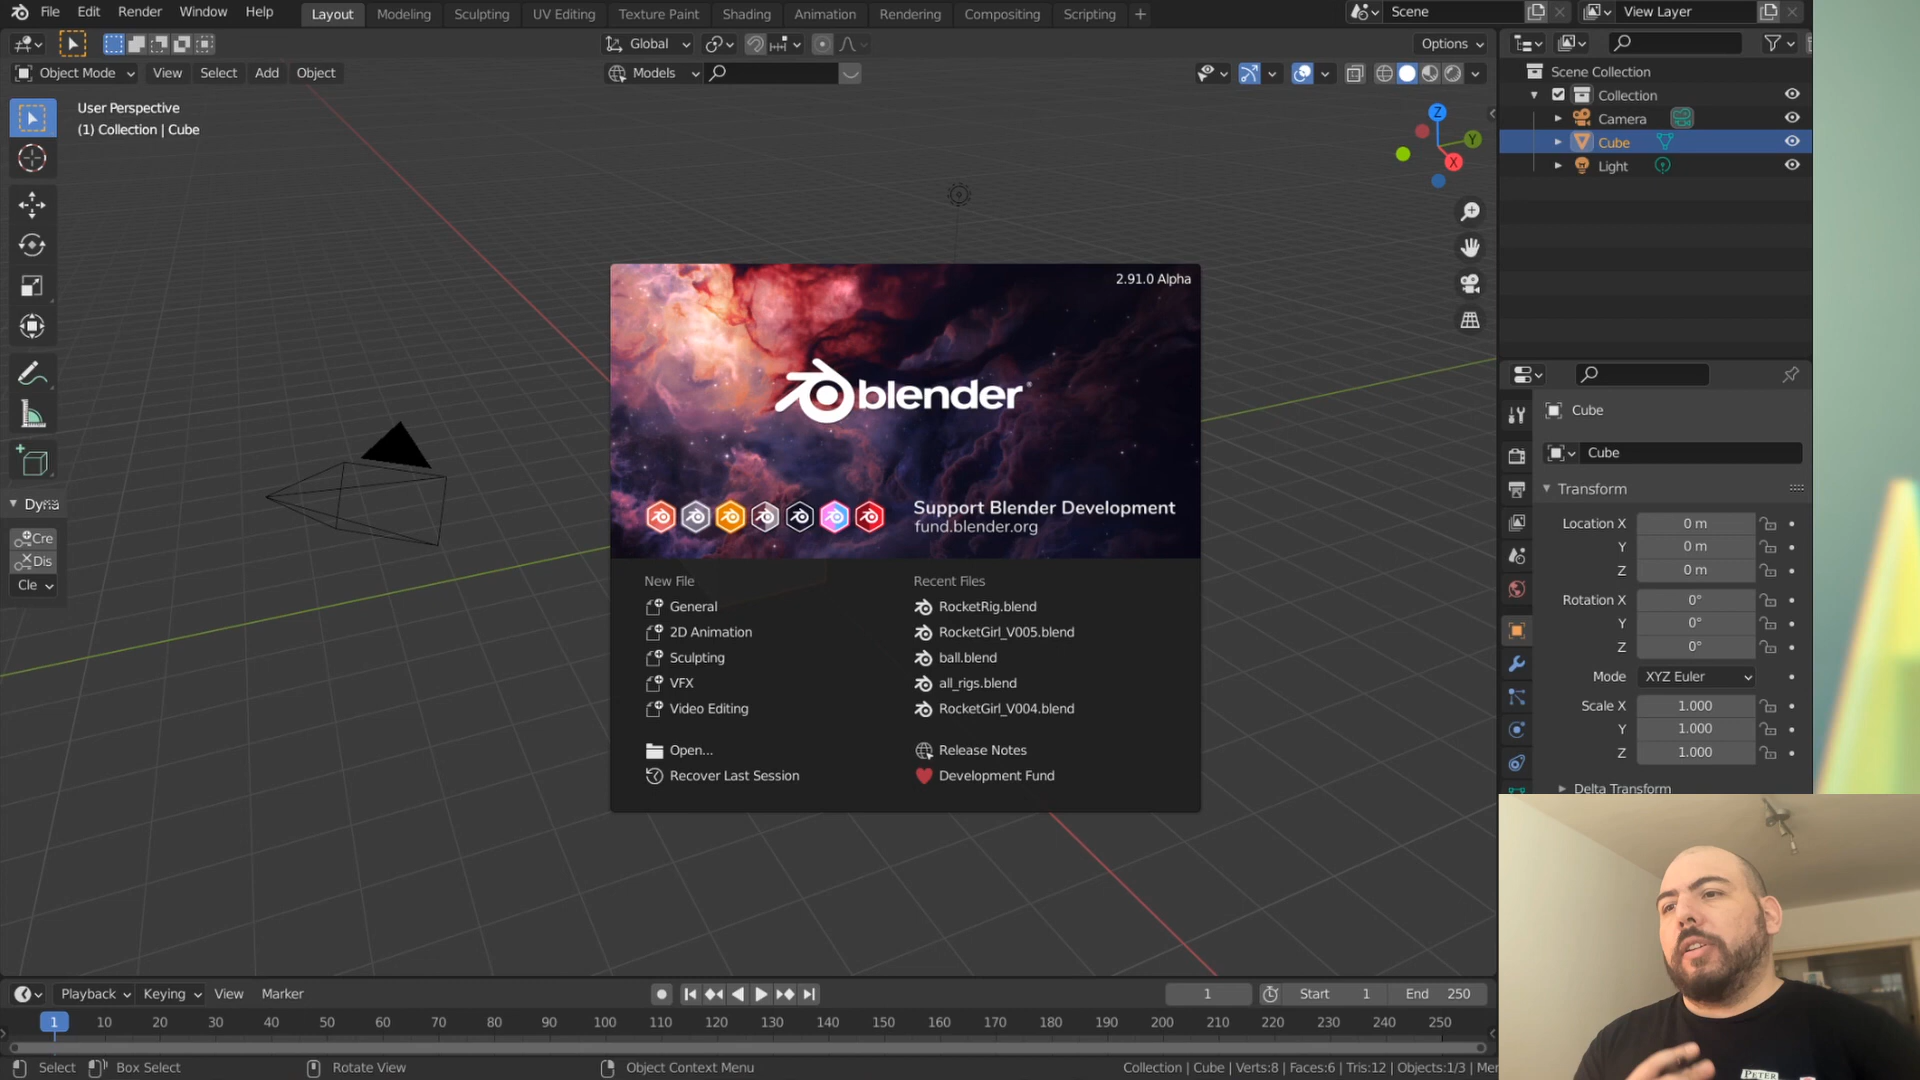 File Edit Render Window Help Layout Modeling Sculpting UV Editing Texture Paint Shading Animation Rendering Compositing Scripting + Scene View Layer
Global Options
Object Mode View Select Add Object Models
User Perspective
(1) Collection | Cube
Scene Collection
Collection
Camera
Cube
Light
Z
Y
X
2.91.0 Alpha
blender
Support Blender Development
fund.blender.org
New File
General
2D Animation
Sculpting
VFX
Video Editing
Open...
Recover Last Session
Recent Files
RocketRig.blend
RocketGirl_V005.blend
ball.blend
all_rigs.blend
RocketGirl_V004.blend
Release Notes
Development Fund
Cre
Dis
Cle
Cube
Cube
Transform
Location X 0 m
Y 0 m
Z 0 m
Rotation X 0°
Y 0°
Z 0°
Mode XYZ Euler
Scale X 1.000
Y 1.000
Z 1.000
Delta Transform
Playback Keying View Marker 1 Start 1 End 250
1 10 20 30 40 50 60 70 80 90 100 110 120 130 140 150 160 170 180 190 200 210 220 230 240 250
Select Box Select Rotate View Object Context Menu Collection | Cube | Verts:8 | Faces:6 | Tris:12 | Objects:1/3 |
PETER